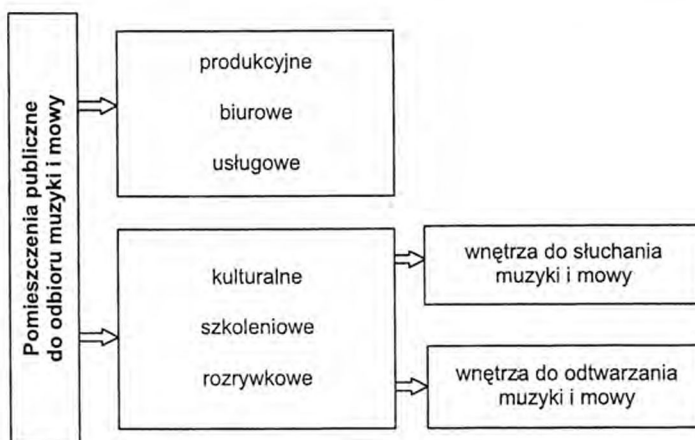 Pomieszczenia publiczne
do odbioru muzyki i mowy
produkcyjne
biurowe
usługowe
kulturalne
szkoleniowe
rozrywkowe
wnętrza do słuchania
muzyki i mowy
wnętrza do odtwarzania
muzyki i mowy